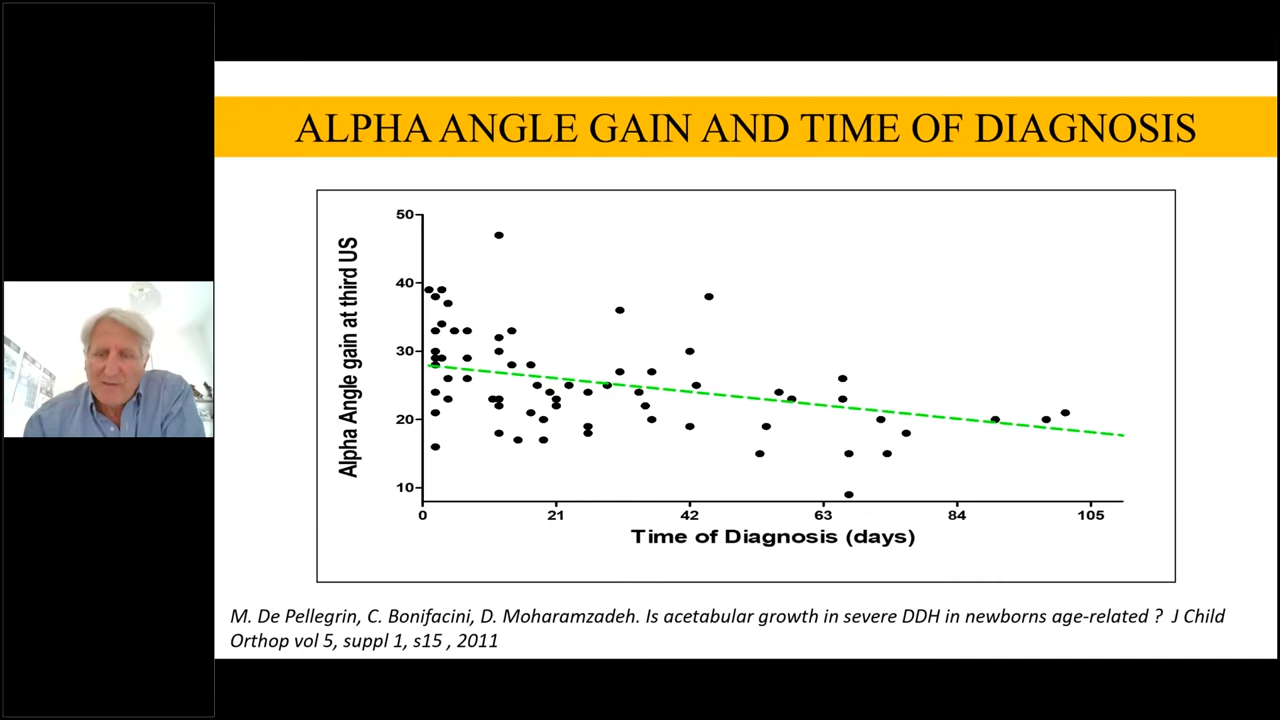 ALPHA ANGLE GAIN AND TIME OF DIAGNOSIS
Alpha Angle gain at third US
50
40
30
20
10
0
21
42
63
84
105
Time of Diagnosis (days)
M. De Pellegrin, C. Bonifacini, D. Moharamzadeh. Is acetabular growth in severe DDH in newborns age-related ? J Child
Orthop vol 5, suppl 1, s15 , 2011